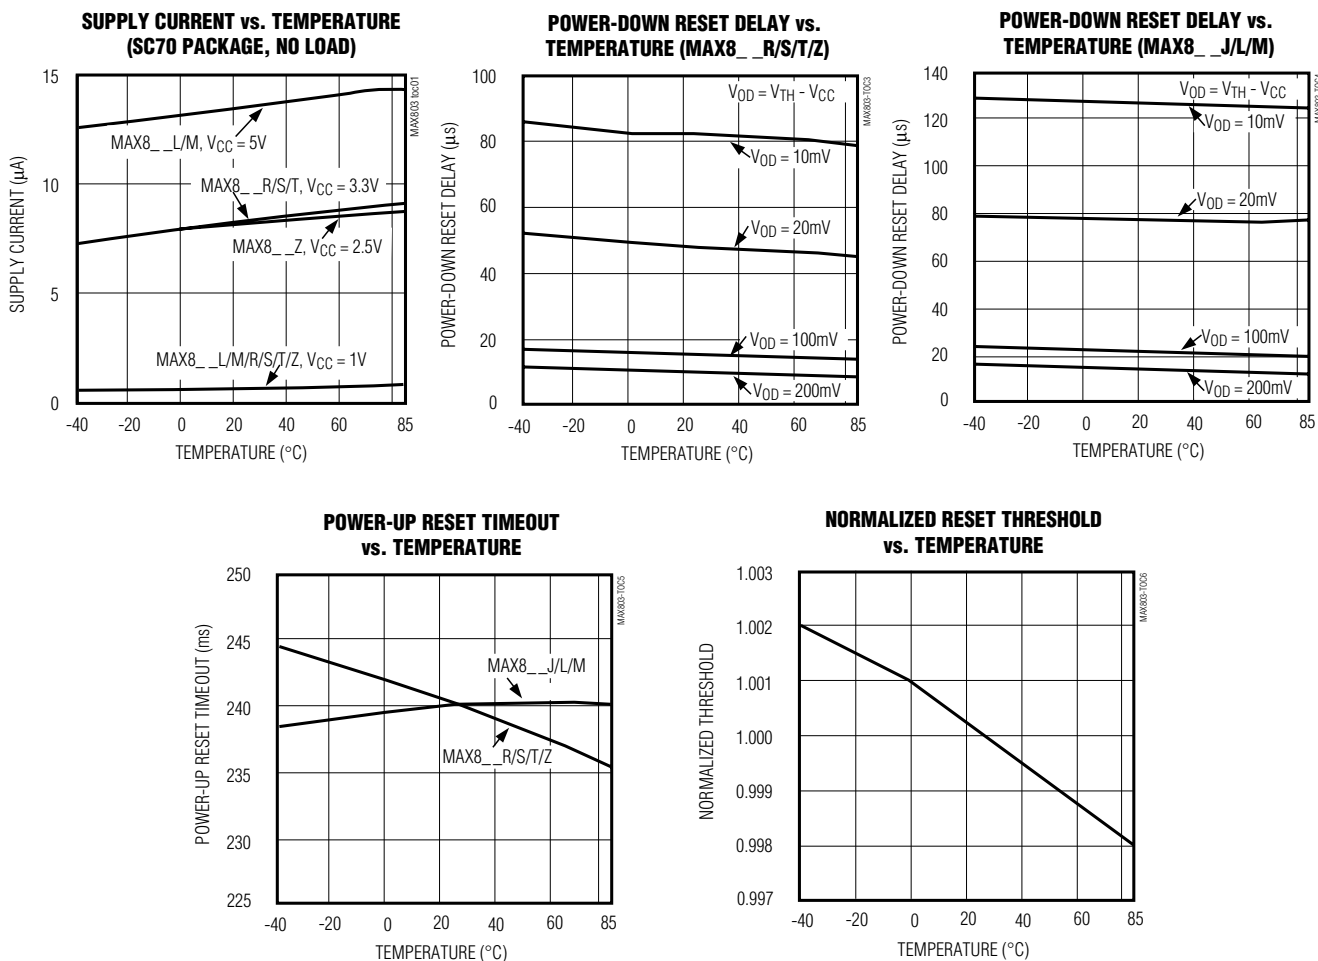 SUPPLY CURRENT vs. TEMPERATURE
(SC70 PACKAGE, NO LOAD)
SUPPLY CURRENT (µA)
15
10
5
0
MAX8_ _L/M, VCC = 5V
MAX8_ _R/S/T, VCC = 3.3V
MAX8_ _Z, VCC = 2.5V
MAX8_ _L/M/R/S/T/Z, VCC = 1V
MAX803 toc01
-40 -20 0 20 40 60 85
TEMPERATURE (°C)
POWER-DOWN RESET DELAY vs.
TEMPERATURE (MAX8_ _R/S/T/Z)
POWER-DOWN RESET DELAY (µs)
100
80
60
40
20
0
VOD = VTH - VCC
VOD = 10mV
VOD = 20mV
VOD = 100mV
VOD = 200mV
MAX803-TOC3
-40 -20 0 20 40 60 85
TEMPERATURE (°C)
POWER-DOWN RESET DELAY vs.
TEMPERATURE (MAX8_ _J/L/M)
POWER-DOWN RESET DELAY (µs)
140
120
100
80
60
40
20
0
VOD = VTH - VCC
VOD = 10mV
VOD = 20mV
VOD = 100mV
VOD = 200mV
-40 -20 0 20 40 60 85
TEMPERATURE (°C)
POWER-UP RESET TIMEOUT
vs. TEMPERATURE
POWER-UP RESET TIMEOUT (ms)
250
245
240
235
230
225
MAX8_ _J/L/M
MAX8_ _R/S/T/Z
MAX803-TOC5
-40 -20 0 20 40 60 85
TEMPERATURE (°C)
NORMALIZED RESET THRESHOLD
vs. TEMPERATURE
NORMALIZED THRESHOLD
1.003
1.002
1.001
1.000
0.999
0.998
0.997
MAX803-TOC6
-40 -20 0 20 40 60 85
TEMPERATURE (°C)